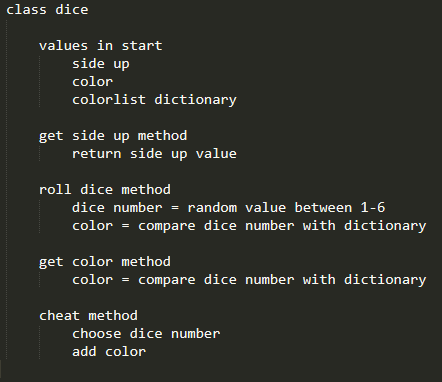 class dice
values in start
side up
color
colorlist dictionary
get side up method
return side up value
roll dice method
dice number = random value between 1-6
color = compare dice number with dictionary
get color method
color = compare dice number with dictionary
cheat method
choose dice number
add color